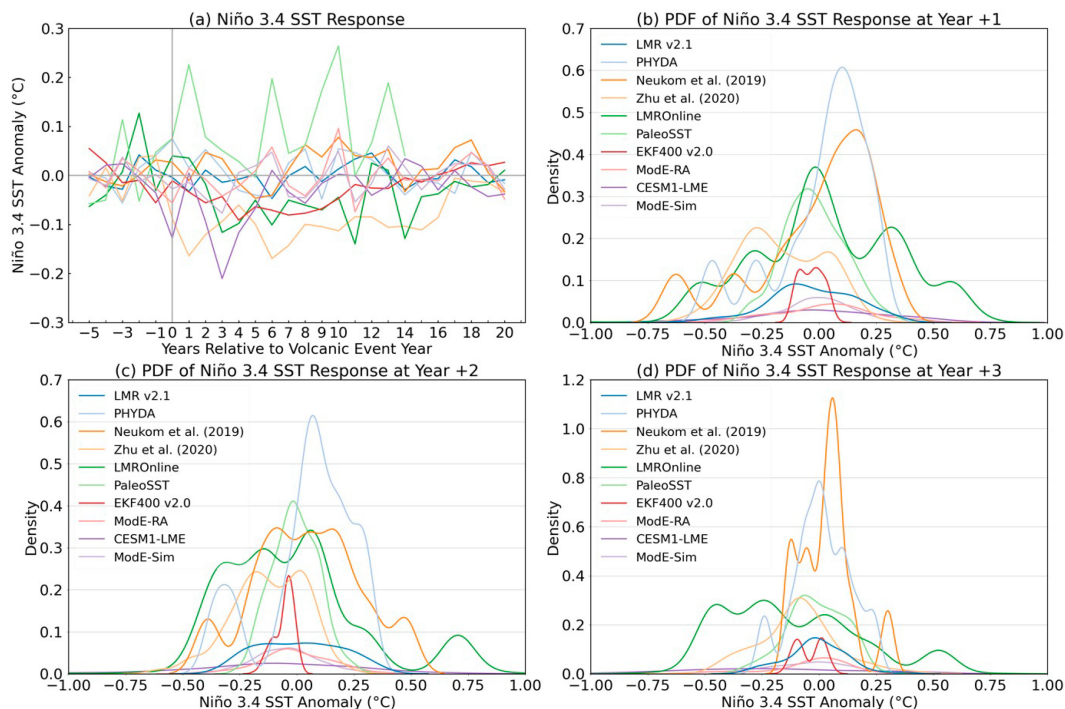 (a) Niño 3.4 SST Response
0.3
0.2
0.1
0.0
−0.1
−0.2
−0.3
Niño 3.4 SST Anomaly (°C)
−5 −3 −1 0 1 2 3 4 5 6 7 8 9 10 12 14 16 18 20
Years Relative to Volcanic Event Year
(b) PDF of Niño 3.4 SST Response at Year +1
0.7
0.6
0.5
0.4
0.3
0.2
0.1
0.0
Density
LMR v2.1
PHYDA
Neukom et al. (2019)
Zhu et al. (2020)
LMROnline
PaleoSST
EKF400 v2.0
ModE-RA
CESM1-LME
ModE-Sim
−1.00 −0.75 −0.50 −0.25 0.00 0.25 0.50 0.75 1.00
Niño 3.4 SST Anomaly (°C)
(c) PDF of Niño 3.4 SST Response at Year +2
0.7
0.6
0.5
0.4
0.3
0.2
0.1
0.0
Density
LMR v2.1
PHYDA
Neukom et al. (2019)
Zhu et al. (2020)
LMROnline
PaleoSST
EKF400 v2.0
ModE-RA
CESM1-LME
ModE-Sim
−1.00 −0.75 −0.50 −0.25 0.00 0.25 0.50 0.75 1.00
Niño 3.4 SST Anomaly (°C)
(d) PDF of Niño 3.4 SST Response at Year +3
1.2
1.0
0.8
0.6
0.4
0.2
0.0
Density
LMR v2.1
PHYDA
Neukom et al. (2019)
Zhu et al. (2020)
LMROnline
PaleoSST
EKF400 v2.0
ModE-RA
CESM1-LME
ModE-Sim
−1.00 −0.75 −0.50 −0.25 0.00 0.25 0.50 0.75 1.00
Niño 3.4 SST Anomaly (°C)